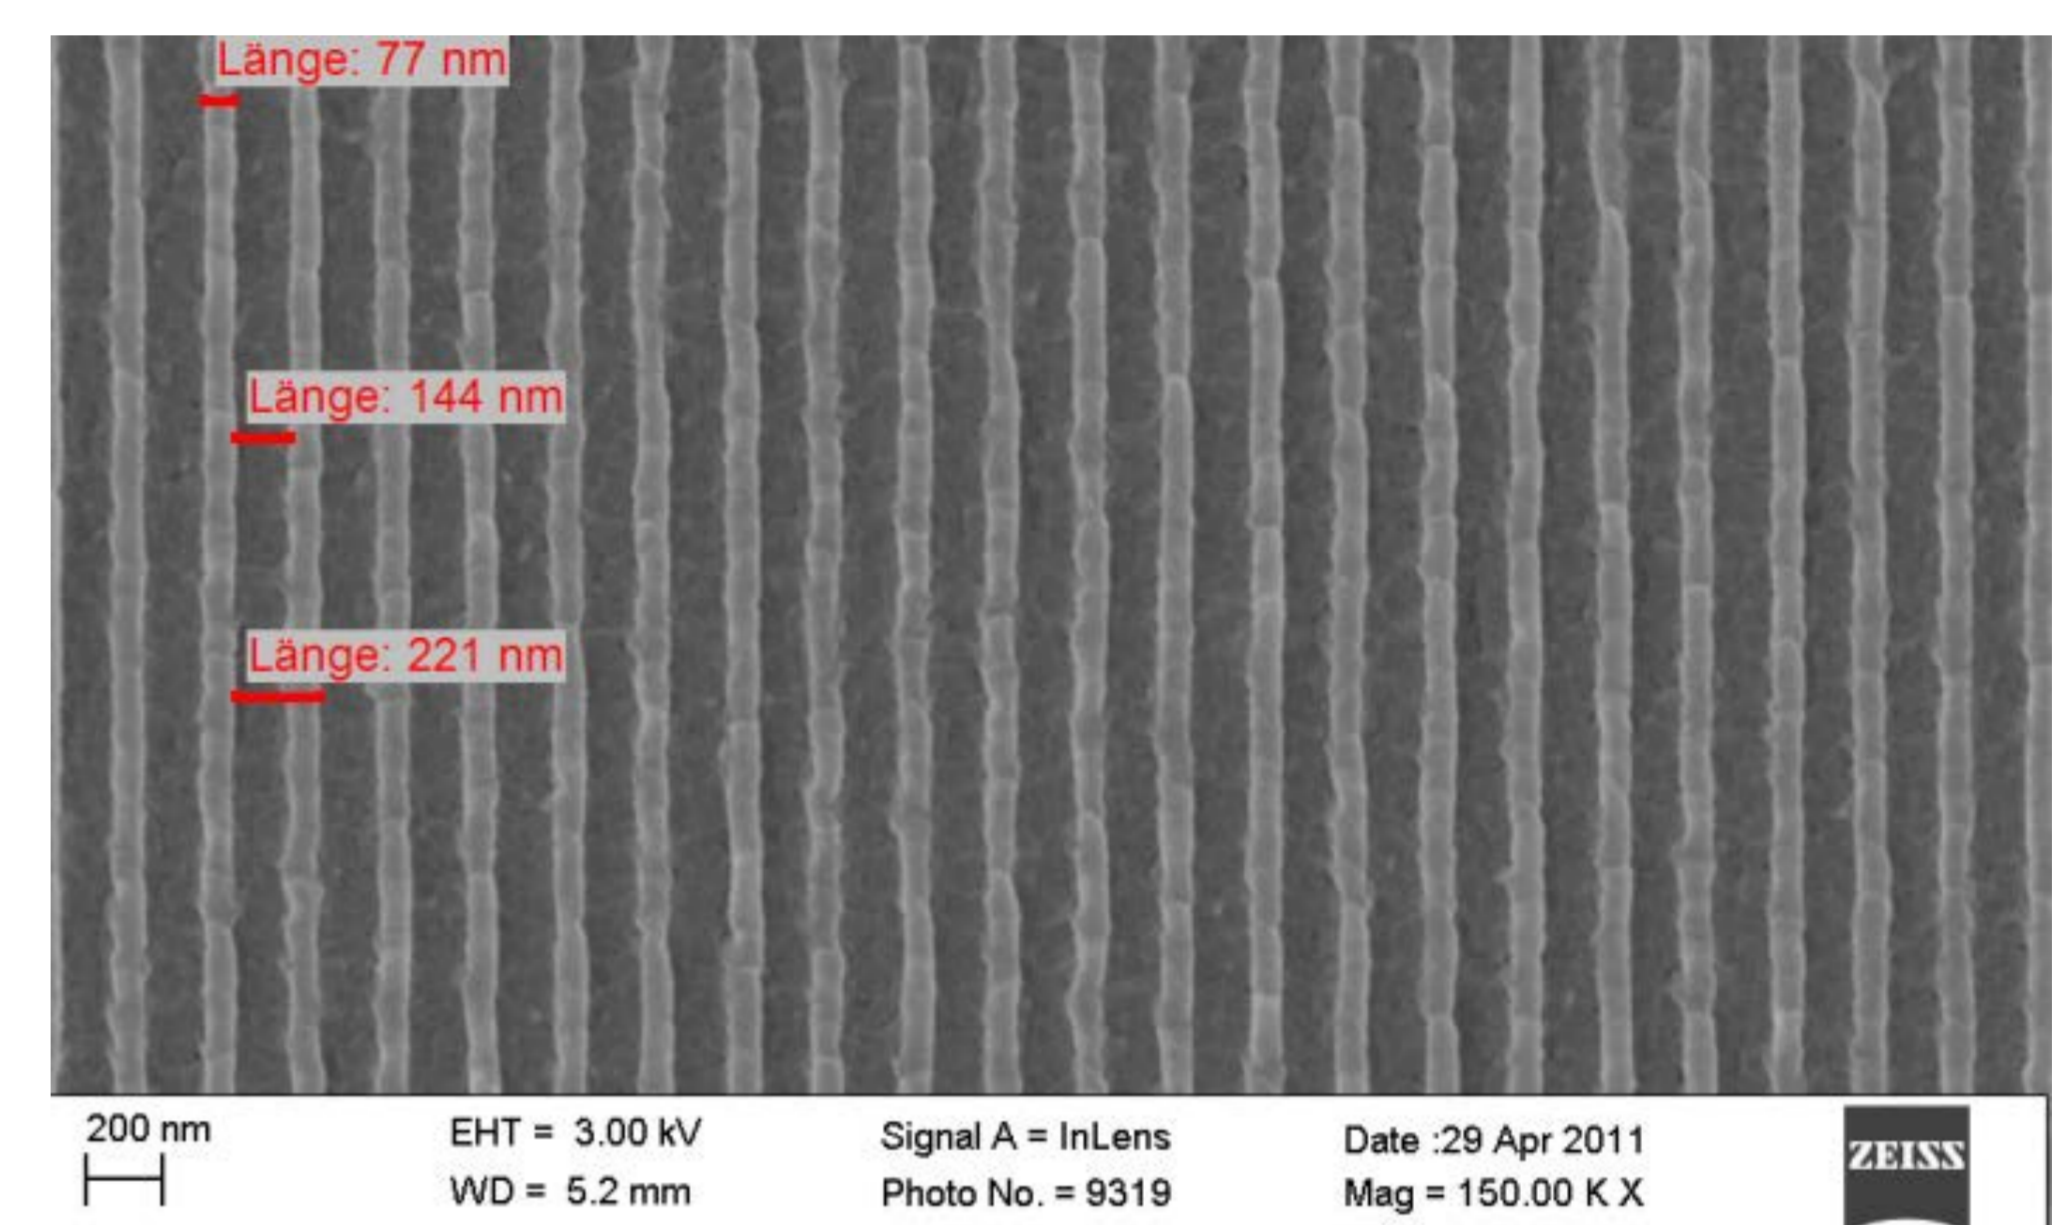 Länge: 77 nm
Länge: 144 nm
Länge: 221 nm
200 nm
EHT = 3.00 kV
WD = 5.2 mm
Signal A = InLens
Photo No. = 9319
Date :29 Apr 2011
Mag = 150.00 K X
ZEISS